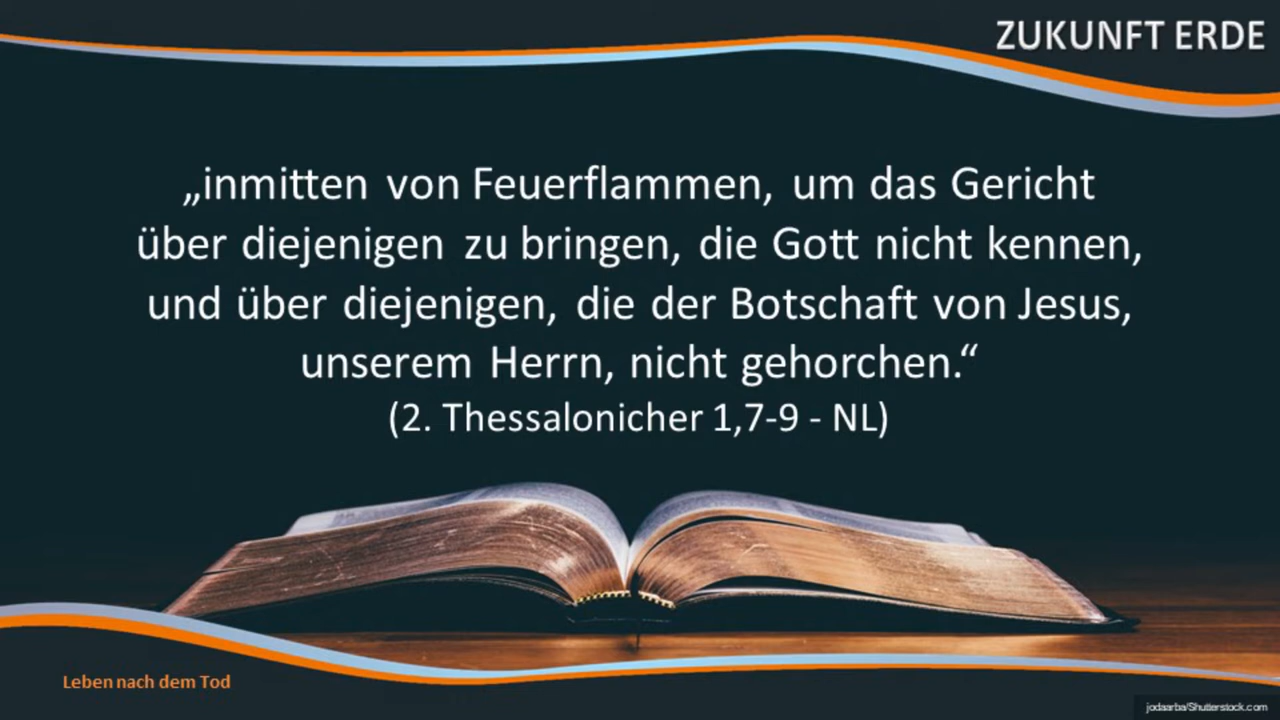 ZUKUNFT ERDE
„inmitten von Feuerflammen, um das Gericht
über diejenigen zu bringen, die Gott nicht kennen,
und über diejenigen, die der Botschaft von Jesus,
unserem Herrn, nicht gehorchen.“
(2. Thessalonicher 1,7-9 - NL)
Leben nach dem Tod
jodaarba/Shutterstock.com